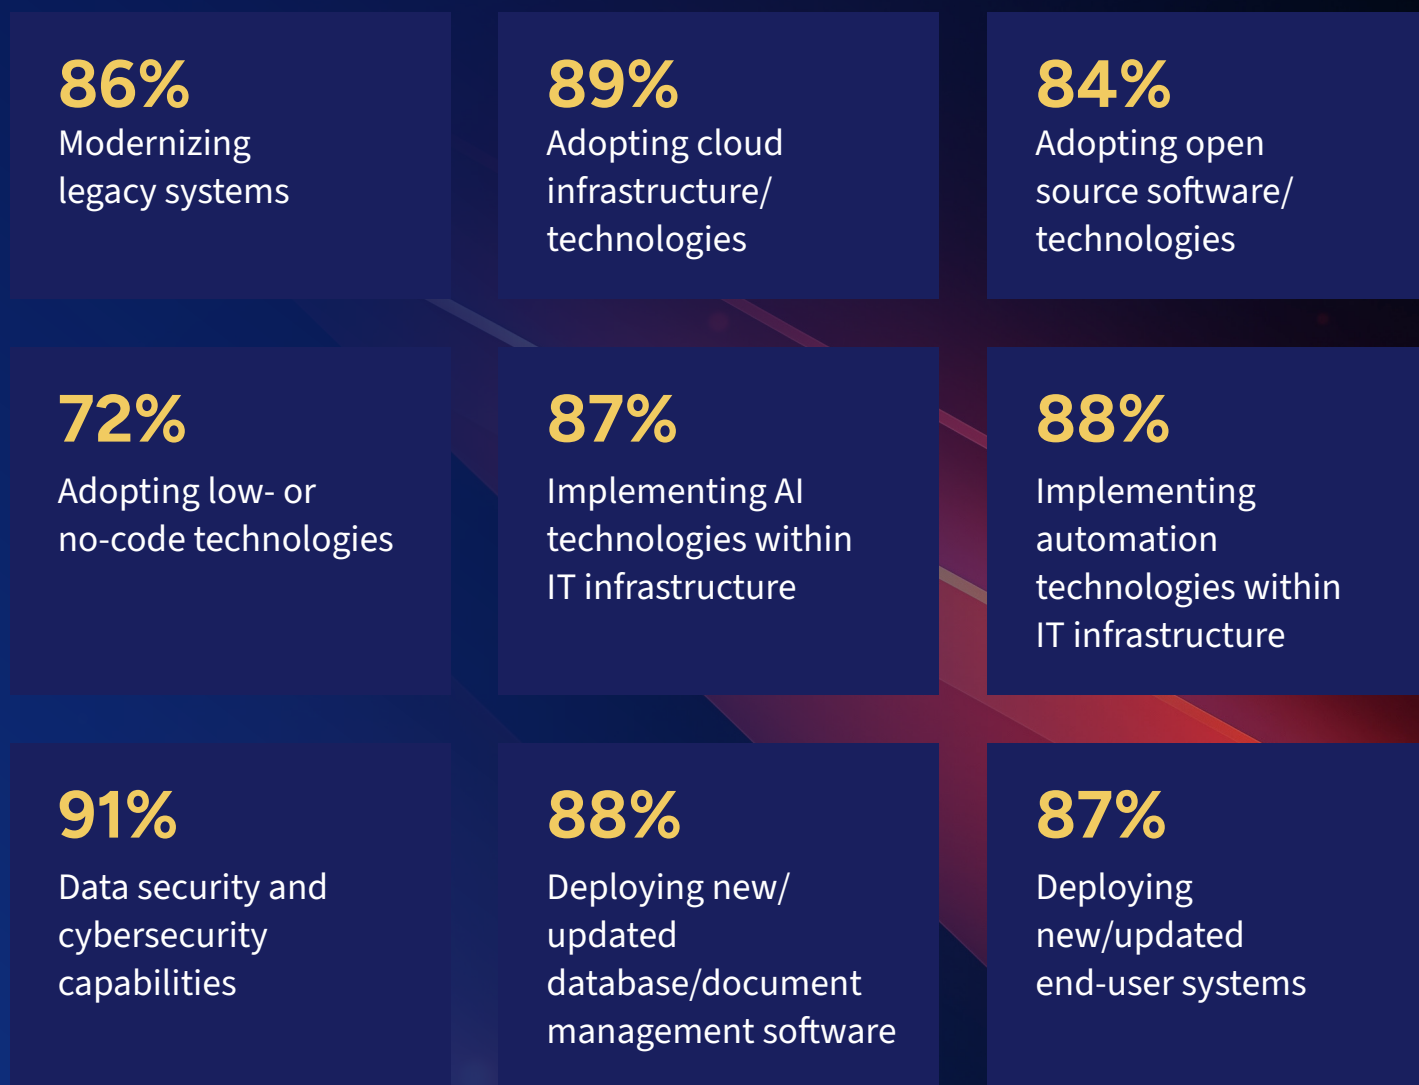 86%
Modernizing
legacy systems
89%
Adopting cloud
infrastructure/
technologies
84%
Adopting open
source software/
technologies
72%
Adopting low- or
no-code technologies
87%
Implementing AI
technologies within
IT infrastructure
88%
Implementing
automation
technologies within
IT infrastructure
91%
Data security and
cybersecurity
capabilities
88%
Deploying new/
updated
database/document
management software
87%
Deploying
new/updated
end-user systems